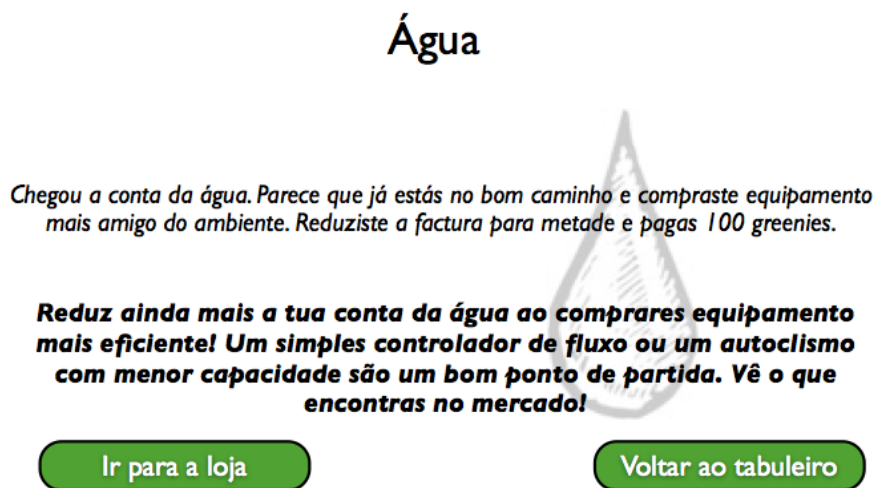 Água
Chegou a conta da água. Parece que já estás no bom caminho e compraste equipamento
mais amigo do ambiente. Reduziste a factura para metade e pagas 100 greenies.
Reduz ainda mais a tua conta da água ao comprares equipamento
mais eficiente! Um simples controlador de fluxo ou um autoclismo
com menor capacidade são um bom ponto de partida. Vê o que
encontras no mercado!
Ir para a loja
Voltar ao tabuleiro